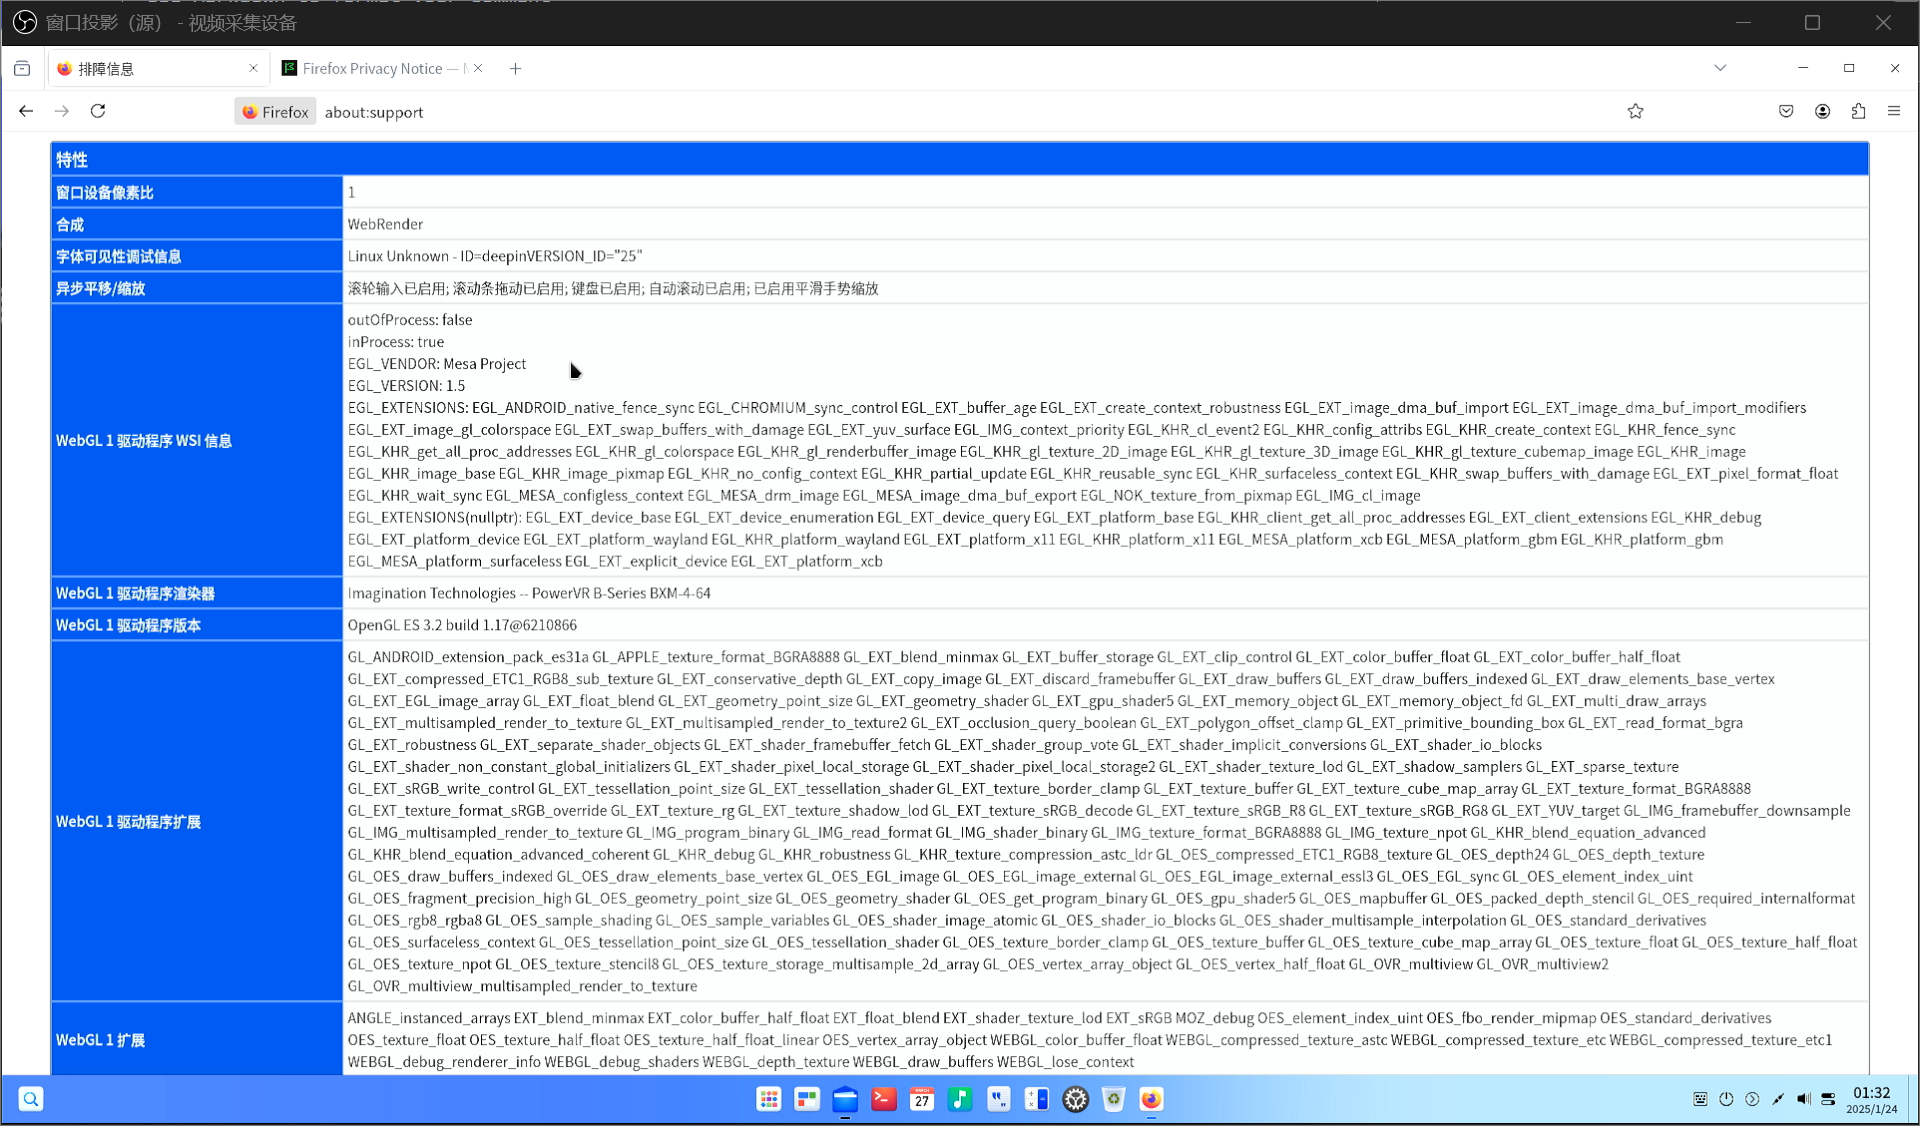 窗口投影（源） - 视频采集设备
排障信息
Firefox Privacy Notice —
Firefox
about:support
特性
窗口设备像素比
1
合成
WebRender
字体可见性调试信息
Linux Unknown - ID=deepinVERSION_ID="25"
异步平移/缩放
滚轮输入已启用; 滚动条拖动已启用; 键盘已启用; 自动滚动已启用; 已启用平滑手势缩放
WebGL 1 驱动程序 WSI 信息
outOfProcess: false
inProcess: true
EGL_VENDOR: Mesa Project
EGL_VERSION: 1.5
EGL_EXTENSIONS: EGL_ANDROID_native_fence_sync EGL_CHROMIUM_sync_control EGL_EXT_buffer_age EGL_EXT_create_context_robustness EGL_EXT_image_dma_buf_import EGL_EXT_image_dma_buf_import_modifiers
EGL_EXT_image_gl_colorspace EGL_EXT_swap_buffers_with_damage EGL_EXT_yuv_surface EGL_IMG_context_priority EGL_KHR_cl_event2 EGL_KHR_config_attribs EGL_KHR_create_context EGL_KHR_fence_sync
EGL_KHR_get_all_proc_addresses EGL_KHR_gl_colorspace EGL_KHR_gl_renderbuffer_image EGL_KHR_gl_texture_2D_image EGL_KHR_gl_texture_3D_image EGL_KHR_gl_texture_cubemap_image EGL_KHR_image
EGL_KHR_image_base EGL_KHR_image_pixmap EGL_KHR_no_config_context EGL_KHR_partial_update EGL_KHR_reusable_sync EGL_KHR_surfaceless_context EGL_KHR_swap_buffers_with_damage EGL_EXT_pixel_format_float
EGL_KHR_wait_sync EGL_MESA_configless_context EGL_MESA_drm_image EGL_MESA_image_dma_buf_export EGL_NOK_texture_from_pixmap EGL_IMG_cl_image
EGL_EXTENSIONS(nullptr): EGL_EXT_device_base EGL_EXT_device_enumeration EGL_EXT_device_query EGL_EXT_platform_base EGL_KHR_client_get_all_proc_addresses EGL_EXT_client_extensions EGL_KHR_debug
EGL_EXT_platform_device EGL_EXT_platform_wayland EGL_KHR_platform_wayland EGL_EXT_platform_x11 EGL_KHR_platform_x11 EGL_MESA_platform_xcb EGL_MESA_platform_gbm EGL_KHR_platform_gbm
EGL_MESA_platform_surfaceless EGL_EXT_explicit_device EGL_EXT_platform_xcb
WebGL 1 驱动程序渲染器
Imagination Technologies -- PowerVR B-Series BXM-4-64
WebGL 1 驱动程序版本
OpenGL ES 3.2 build 1.17@6210866
WebGL 1 驱动程序扩展
GL_ANDROID_extension_pack_es31a GL_APPLE_texture_format_BGRA8888 GL_EXT_blend_minmax GL_EXT_buffer_storage GL_EXT_clip_control GL_EXT_color_buffer_float GL_EXT_color_buffer_half_float
GL_EXT_compressed_ETC1_RGB8_sub_texture GL_EXT_conservative_depth GL_EXT_copy_image GL_EXT_discard_framebuffer GL_EXT_draw_buffers GL_EXT_draw_buffers_indexed GL_EXT_draw_elements_base_vertex
GL_EXT_EGL_image_array GL_EXT_float_blend GL_EXT_geometry_point_size GL_EXT_geometry_shader GL_EXT_gpu_shader5 GL_EXT_memory_object GL_EXT_memory_object_fd GL_EXT_multi_draw_arrays
GL_EXT_multisampled_render_to_texture GL_EXT_multisampled_render_to_texture2 GL_EXT_occlusion_query_boolean GL_EXT_polygon_offset_clamp GL_EXT_primitive_bounding_box GL_EXT_read_format_bgra
GL_EXT_robustness GL_EXT_separate_shader_objects GL_EXT_shader_framebuffer_fetch GL_EXT_shader_group_vote GL_EXT_shader_implicit_conversions GL_EXT_shader_io_blocks
GL_EXT_shader_non_constant_global_initializers GL_EXT_shader_pixel_local_storage GL_EXT_shader_pixel_local_storage2 GL_EXT_shader_texture_lod GL_EXT_shadow_samplers GL_EXT_sparse_texture
GL_EXT_sRGB_write_control GL_EXT_tessellation_point_size GL_EXT_tessellation_shader GL_EXT_texture_border_clamp GL_EXT_texture_buffer GL_EXT_texture_cube_map_array GL_EXT_texture_format_BGRA8888
GL_EXT_texture_format_sRGB_override GL_EXT_texture_rg GL_EXT_texture_shadow_lod GL_EXT_texture_sRGB_decode GL_EXT_texture_sRGB_R8 GL_EXT_texture_sRGB_RG8 GL_EXT_YUV_target GL_IMG_framebuffer_downsample
GL_IMG_multisampled_render_to_texture GL_IMG_program_binary GL_IMG_read_format GL_IMG_shader_binary GL_IMG_texture_format_BGRA8888 GL_IMG_texture_npot GL_KHR_blend_equation_advanced
GL_KHR_blend_equation_advanced_coherent GL_KHR_debug GL_KHR_robustness GL_KHR_texture_compression_astc_ldr GL_OES_compressed_ETC1_RGB8_texture GL_OES_depth24 GL_OES_depth_texture
GL_OES_draw_buffers_indexed GL_OES_draw_elements_base_vertex GL_OES_EGL_image GL_OES_EGL_image_external GL_OES_EGL_image_external_essl3 GL_OES_EGL_sync GL_OES_element_index_uint
GL_OES_fragment_precision_high GL_OES_geometry_point_size GL_OES_geometry_shader GL_OES_get_program_binary GL_OES_gpu_shader5 GL_OES_mapbuffer GL_OES_packed_depth_stencil GL_OES_required_internalformat
GL_OES_rgb8_rgba8 GL_OES_sample_shading GL_OES_sample_variables GL_OES_shader_image_atomic GL_OES_shader_io_blocks GL_OES_shader_multisample_interpolation GL_OES_standard_derivatives
GL_OES_surfaceless_context GL_OES_tessellation_point_size GL_OES_tessellation_shader GL_OES_texture_border_clamp GL_OES_texture_buffer GL_OES_texture_cube_map_array GL_OES_texture_float GL_OES_texture_half_float
GL_OES_texture_npot GL_OES_texture_stencil8 GL_OES_texture_storage_multisample_2d_array GL_OES_vertex_array_object GL_OES_vertex_half_float GL_OVR_multiview GL_OVR_multiview2
GL_OVR_multiview_multisampled_render_to_texture
WebGL 1 扩展
ANGLE_instanced_arrays EXT_blend_minmax EXT_color_buffer_half_float EXT_float_blend EXT_shader_texture_lod EXT_sRGB MOZ_debug OES_element_index_uint OES_fbo_render_mipmap OES_standard_derivatives
OES_texture_float OES_texture_half_float OES_texture_half_float_linear OES_vertex_array_object WEBGL_color_buffer_float WEBGL_compressed_texture_astc WEBGL_compressed_texture_etc WEBGL_compressed_texture_etc1
WEBGL_debug_renderer_info WEBGL_debug_shaders WEBGL_depth_texture WEBGL_draw_buffers WEBGL_lose_context
27
01:32
2025/1/24